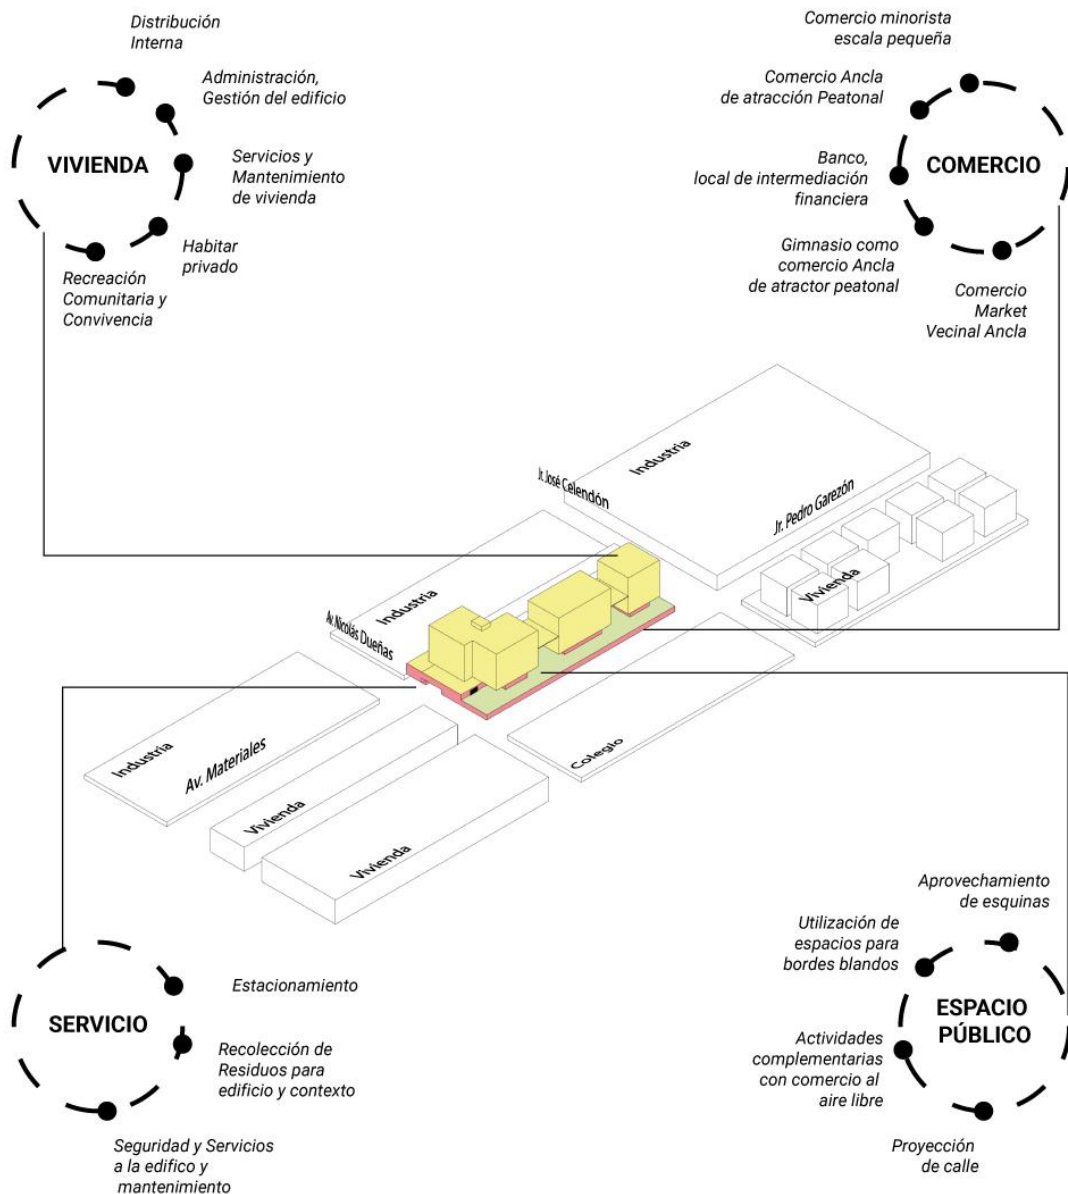 Distribución
Interna
Administración,
Gestión del edificio
VIVIENDA
Servicios y
Mantenimiento
de vivienda
Habitar
privado
Recreación
Comunitaria y
Convivencia
Comercio minorista
escala pequeña
Comercio Ancla
de atracción Peatonal
Banco,
local de intermediación
financiera
COMERCIO
Gimnasio como
comercio Ancla
de atractor peatonal
Comercio
Market
Vecinal Ancla
Industria
Jr. José Celendón
Jr. Pedro Garezón
Industria
Vivienda
Av. Nicolás Dueñas
Industria
Av. Materiales
Colegio
Vivienda
Vivienda
SERVICIO
Estacionamiento
Recolección de
Residuos para
edificio y contexto
Seguridad y Servicios
a la edifico y
mantenimiento
Aprovechamiento
de esquinas
Utilización de
espacios para
bordes blandos
ESPACIO
PÚBLICO
Actividades
complementarias
con comercio al
aire libre
Proyección
de calle